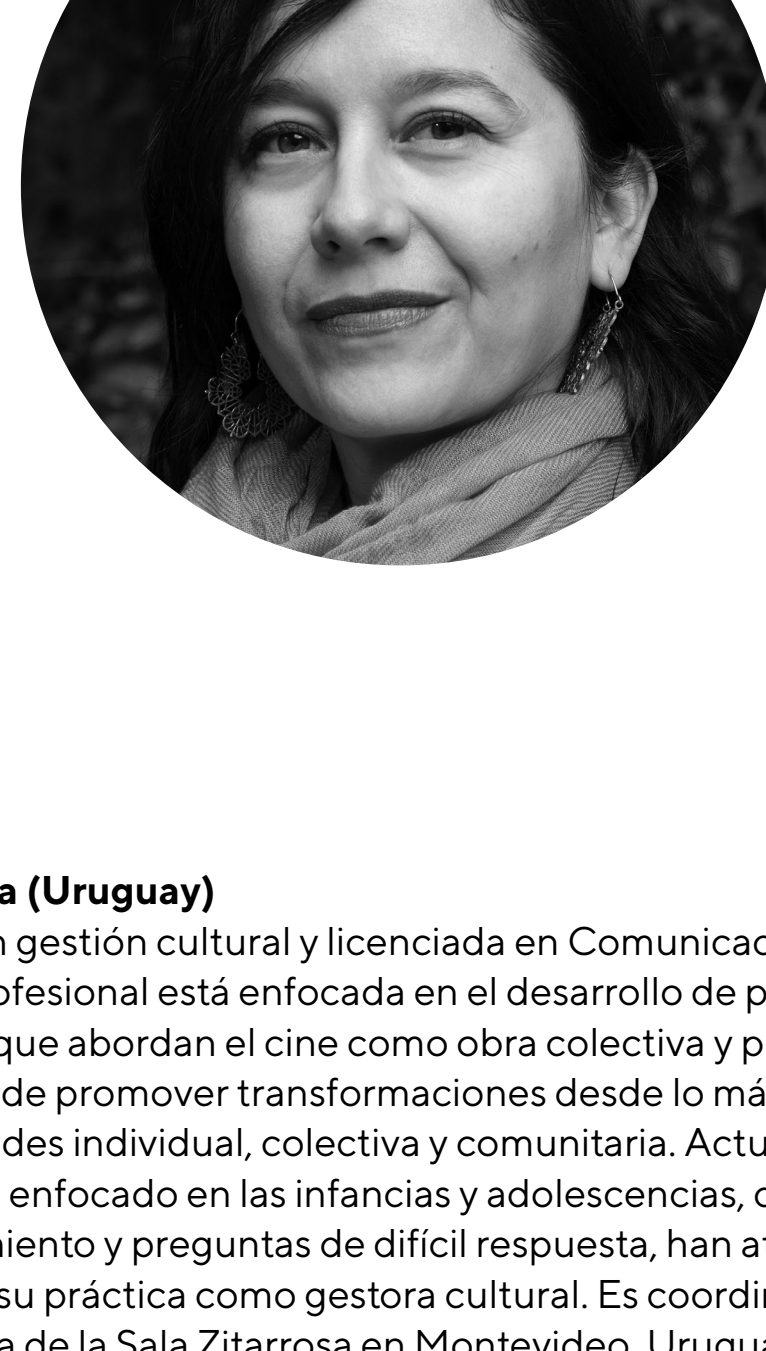 a (Uruguay)
n gestión cultural y licenciada en Comunicac
ofesional está enfocada en el desarrollo de p
que abordan el cine como obra colectiva y p
de promover transformaciones desde lo má
des individual, colectiva y comunitaria. Actu
enfocado en las infancias y adolescencias, c
niento y preguntas de difícil respuesta, han a
su práctica como gestora cultural. Es coordi
a de la Sala Zitarrosa en Montevideo, Urugua